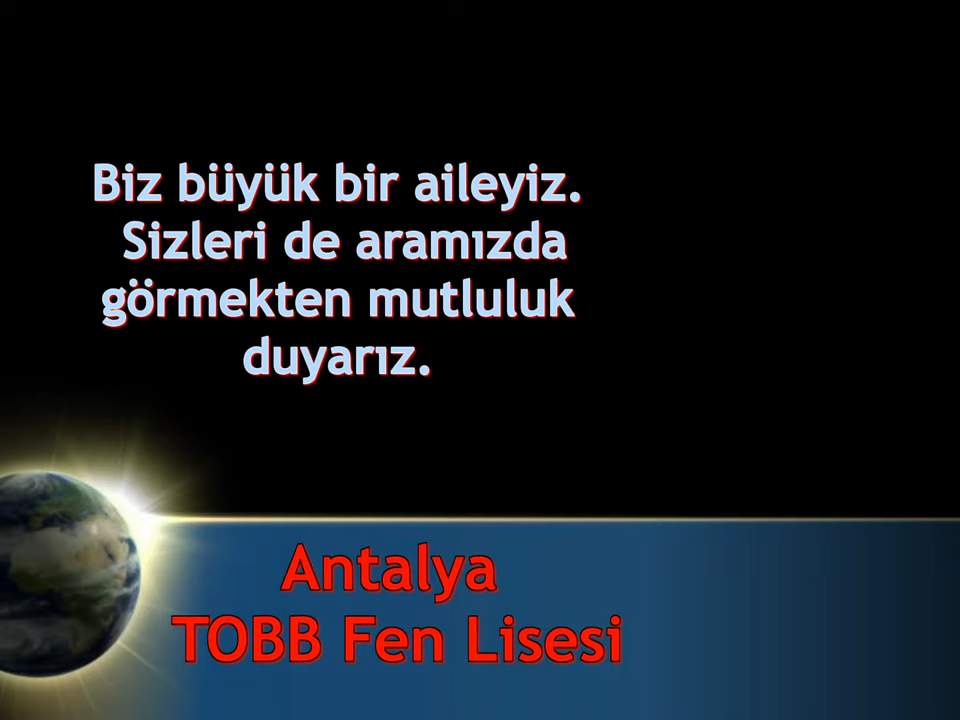 Biz büyük bir aileyiz.
Sizleri de aramızda
görmekten mutluluk
duyarız.
Antalya
TOBB Fen Lisesi